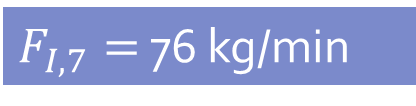 F_{I,7} = 76 kg/min